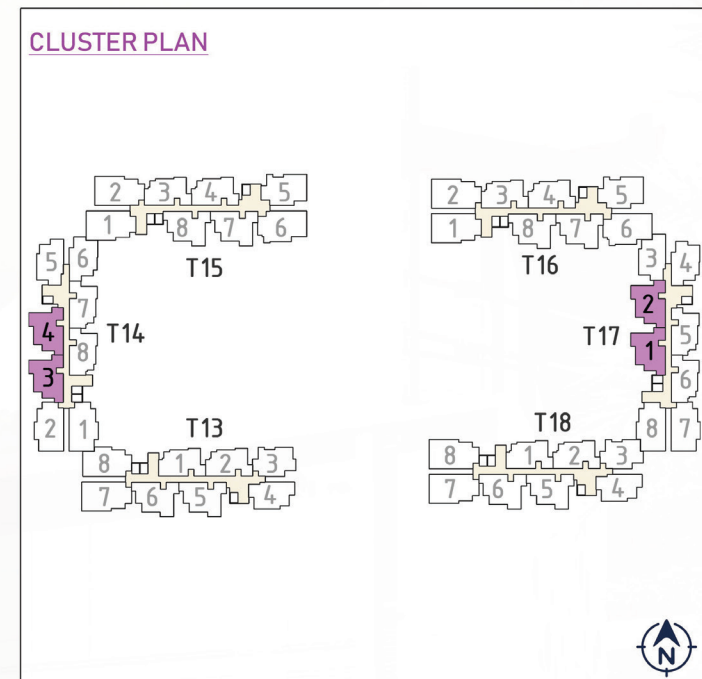 CLUSTER PLAN
2 3 4 5
1 8 7 6
T15
2 3 4 5
1 8 7 6
T16
5 6
4 7
3 8
2 1
T14
3 4
2 5
1 6
8 7
T17
T13
8 1 2 3
7 6 5 4
T18
8 1 2 3
7 6 5 4
N